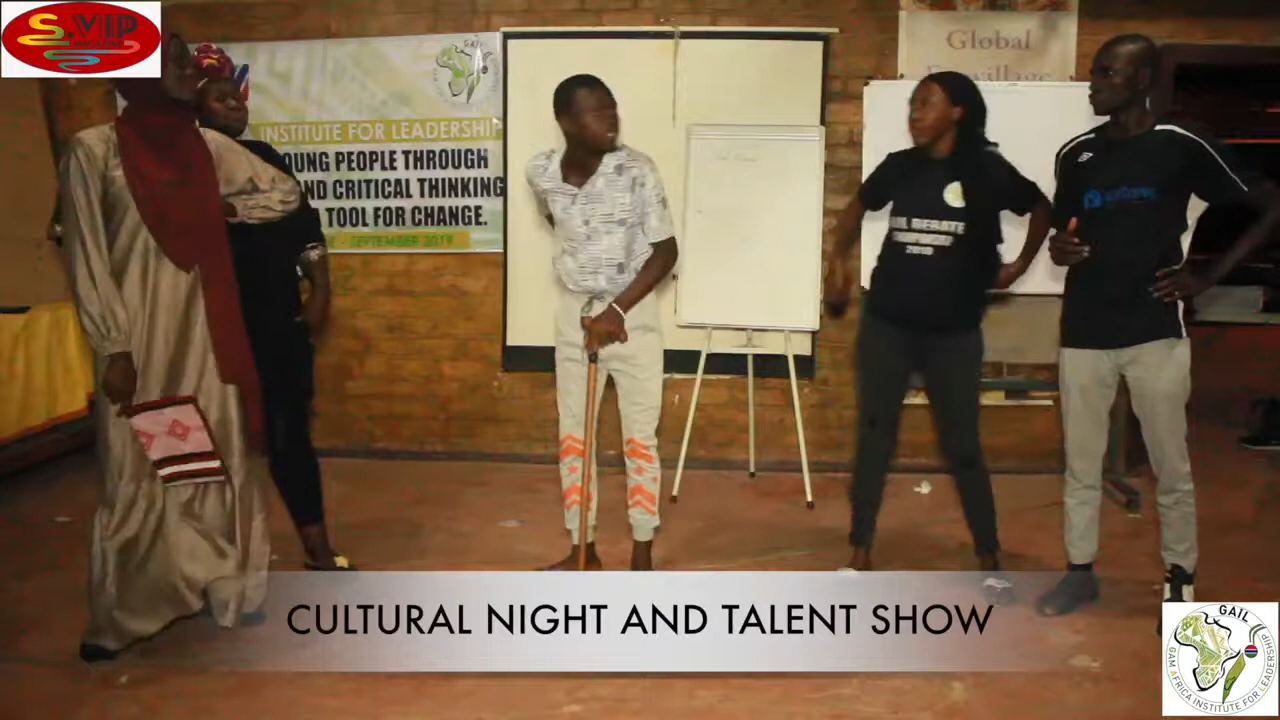 S.VIP
MAGAZINE
GAIL
INSTITUTE FOR LEADERSHIP
OUNG PEOPLE THROUGH
ND CRITICAL THINKING
TOOL FOR CHANGE.
- SEPTEMBER 2019
Global
DEBATE
2019
CULTURAL NIGHT AND TALENT SHOW
GAIL
GAM AFRICA INSTITUTE FOR LEADERSHIP